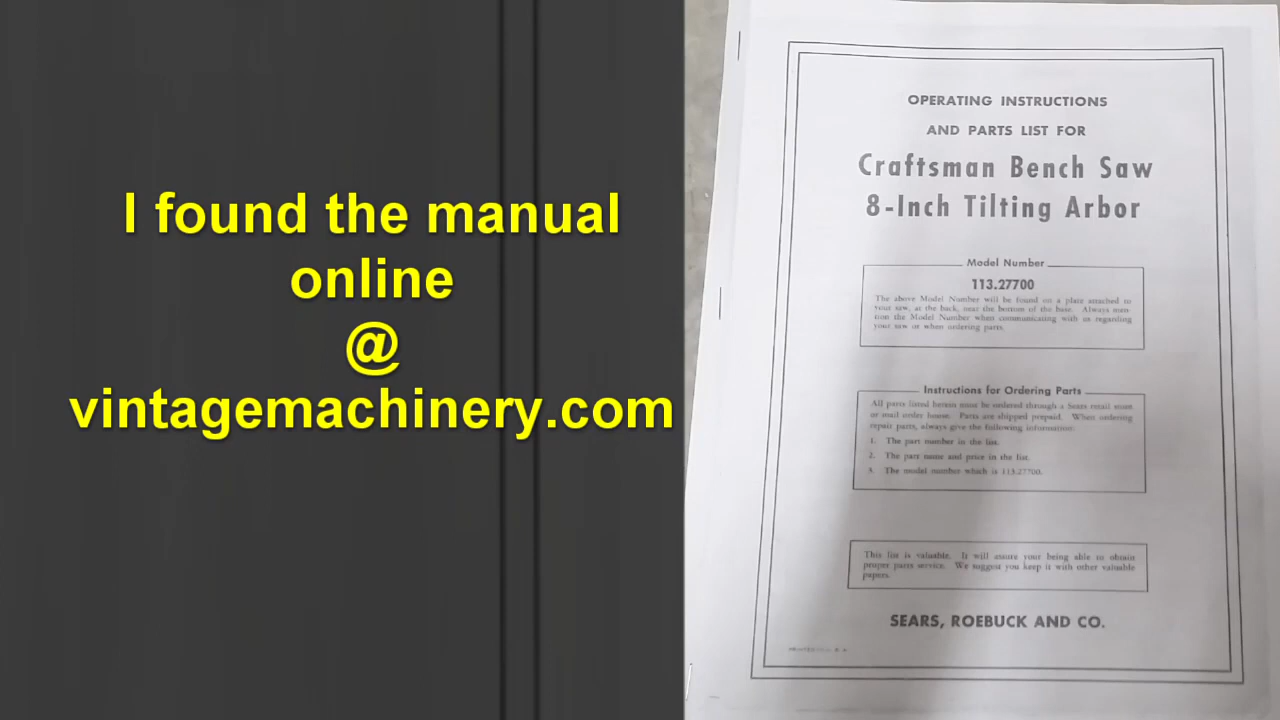 I found the manual
online
@
vintagemachinery.com
OPERATING INSTRUCTIONS
AND PARTS LIST FOR
Craftsman Bench Saw
8-Inch Tilting Arbor
Model Number
113.27700
The above Model Number will be found on a plate attached to
your saw, at the back, near the bottom of the base. Always men-
tion the Model Number when communicating with us regarding
your saw or when ordering parts.
Instructions for Ordering Parts
All parts listed herein must be ordered through a Sears retail store
or mail order house. Parts are shipped prepaid. When ordering
repair parts, always give the following information:
1. The part number in the list.
2. The part name and price in the list.
3. The model number which is 113.27700.
This list is valuable. It will assure your being able to obtain
proper parts service. We suggest you keep it with other valuable
papers.
SEARS, ROEBUCK AND CO.